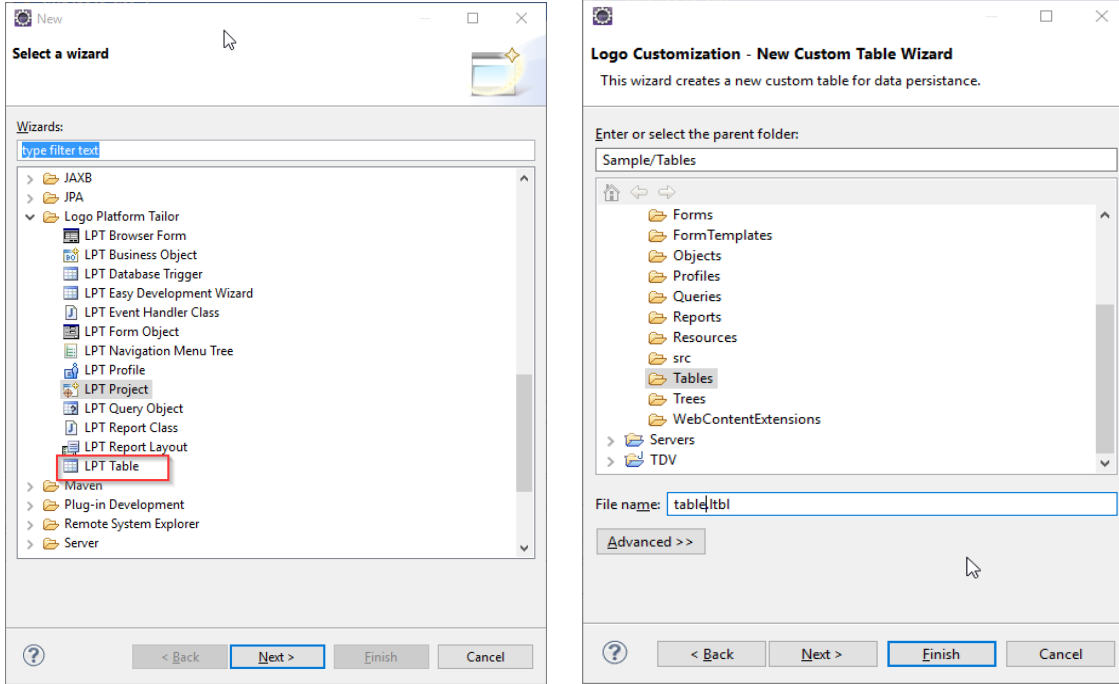 New
Select a wizard
Wizards:
type filter text
JAXB
JPA
Logo Platform Tailor
LPT Browser Form
LPT Business Object
LPT Database Trigger
LPT Easy Development Wizard
LPT Event Handler Class
LPT Form Object
LPT Navigation Menu Tree
LPT Profile
LPT Project
LPT Query Object
LPT Report Class
LPT Report Layout
LPT Table
Maven
Plug-in Development
Remote System Explorer
Server
< Back Next > Finish Cancel
Logo Customization - New Custom Table Wizard
This wizard creates a new custom table for data persistance.
Enter or select the parent folder:
Sample/Tables
Forms
FormTemplates
Objects
Profiles
Queries
Reports
Resources
src
Tables
Trees
WebContentExtensions
Servers
TDV
File name: table.ltbl
Advanced >>
< Back Next > Finish Cancel